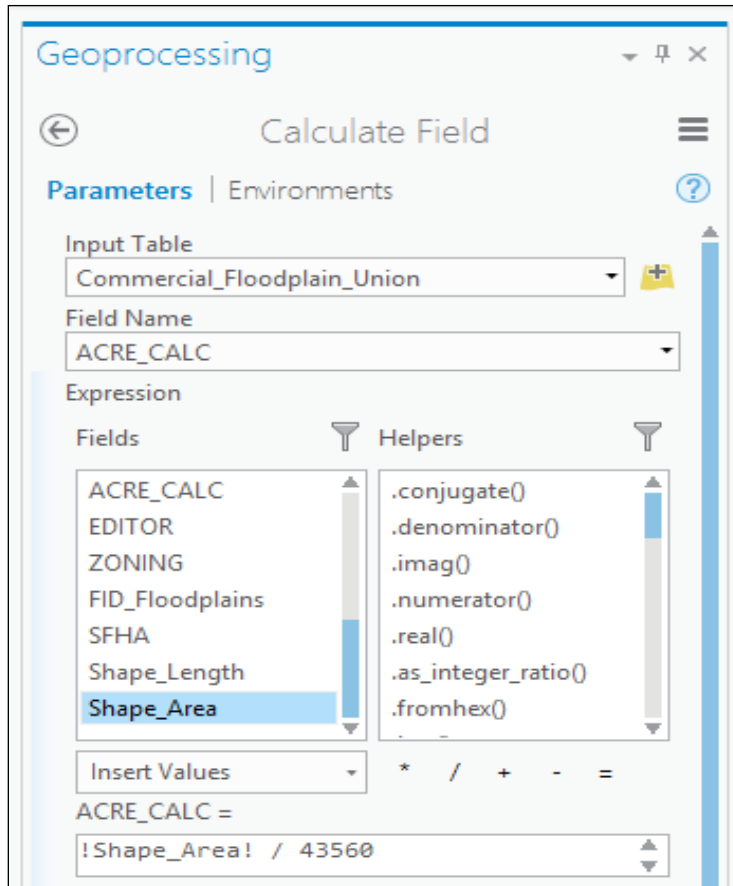 Geoprocessing
Calculate Field
Parameters | Environments
Input Table
Commercial_Floodplain_Union
Field Name
ACRE_CALC
Expression
Fields
Helpers
ACRE_CALC
EDITOR
ZONING
FID_Floodplains
SFHA
Shape_Length
Shape_Area
.conjugate()
.denominator()
.imag()
.numerator()
.real()
.as_integer_ratio()
.fromhex()
Insert Values
* / + - =
ACRE_CALC =
!Shape_Area! / 43560